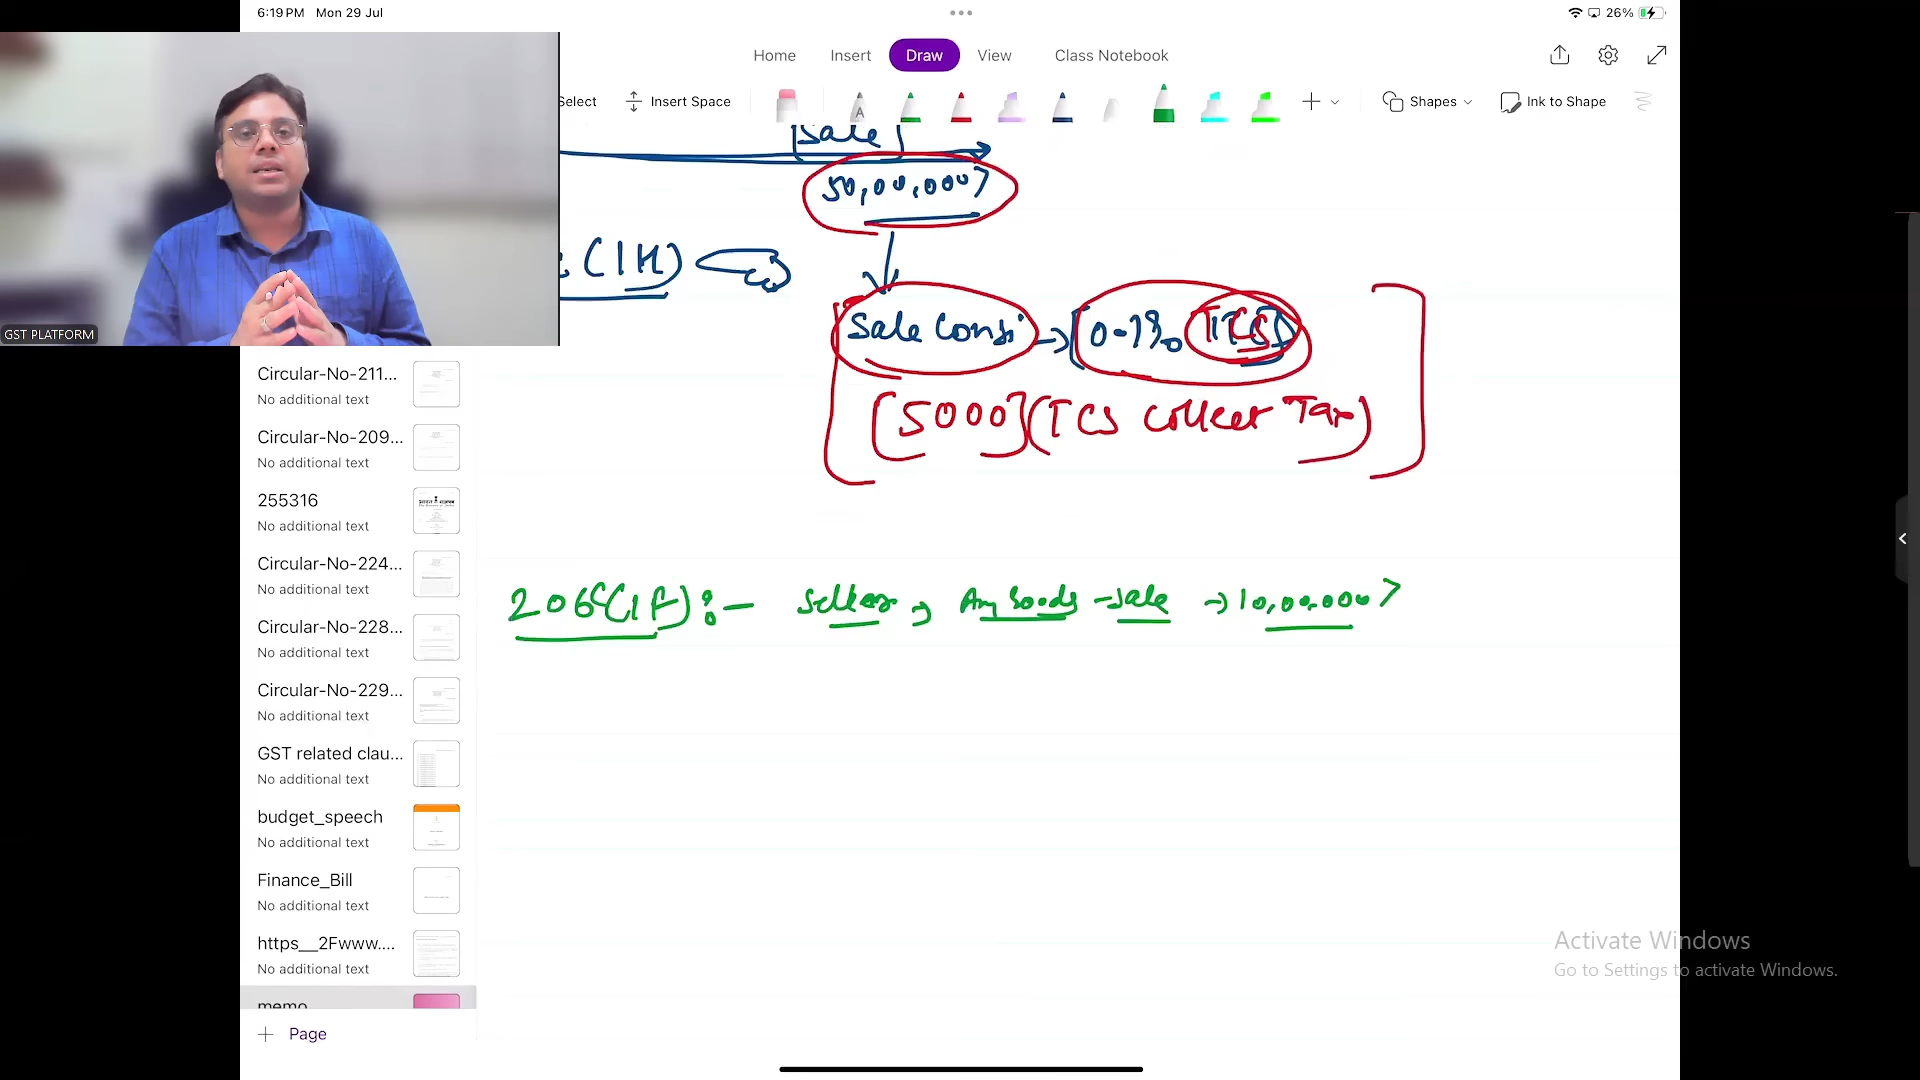 6:19 PM Mon 29 Jul
26%
Home Insert Draw View Class Notebook
Select Insert Space A Shapes Ink to Shape
Sale
50,00,000>
(1H)
Sale Consi → [0.1% TCS]
[5000] (TCS Collect Tax)
GST PLATFORM
Circular-No-211...
No additional text
Circular-No-209...
No additional text
255316
No additional text
Circular-No-224...
No additional text
Circular-No-228...
No additional text
Circular-No-229...
No additional text
GST related clau...
No additional text
budget_speech
No additional text
Finance_Bill
No additional text
https__2Fwww....
No additional text
memo
Page
206C(1F):- Seller → Any Goods - Sale → 10,00,000>
Activate Windows
Go to Settings to activate Windows.